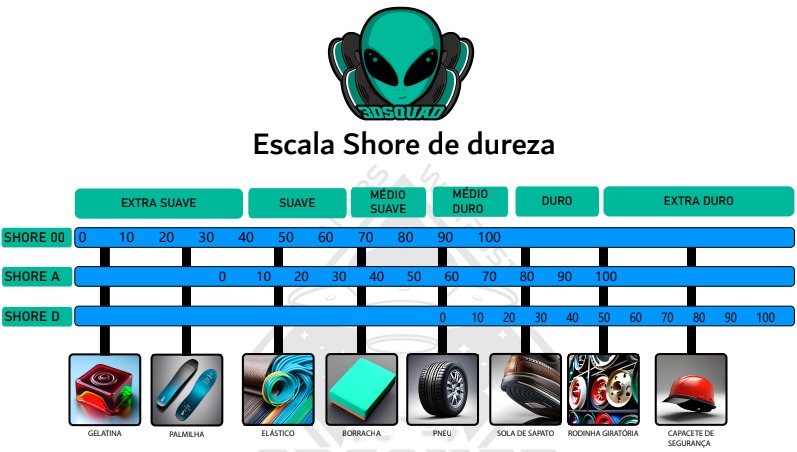 3DSQUAD
Escala Shore de dureza
EXTRA SUAVE
SUAVE
MÉDIO
SUAVE
MÉDIO
DURO
DURO
EXTRA DURO
SHORE 00 0 10 20 30 40 50 60 70 80 90 100
SHORE A 0 10 20 30 40 50 60 70 80 90 100
SHORE D 0 10 20 30 40 50 60 70 80 90 100
GELATINA
PALMILHA
ELÁSTICO
BORRACHA
PNEU
SOLA DE SAPATO
RODINHA GIRATÓRIA
CAPACETE DE
SEGURANÇA